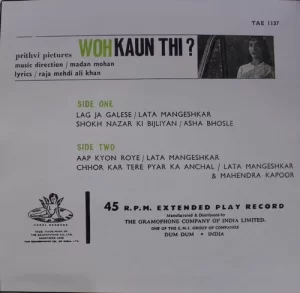 TAE 1137
WOH KAUN THI?
prithvi pictures
music direction / madan mohan
lyrics / raja mehdi ali khan
SIDE ONE
LAG JA GALESE / LATA MANGESHKAR
SHOKH NAZAR KI BIJLIYAN / ASHA BHOSLE
SIDE TWO
AAP KYON ROYE / LATA MANGESHKAR
CHHOR KAR TERE PYAR KA ANCHAL / LATA MANGESHKAR
& MAHENDRA KAPOOR
45 R.P.M. EXTENDED PLAY RECORD
Manufactured & Distributed by
THE GRAMOPHONE COMPANY OF INDIA LIMITED.
ONE OF THE E.M.I. GROUP OF COMPANIES
DUM DUM • INDIA